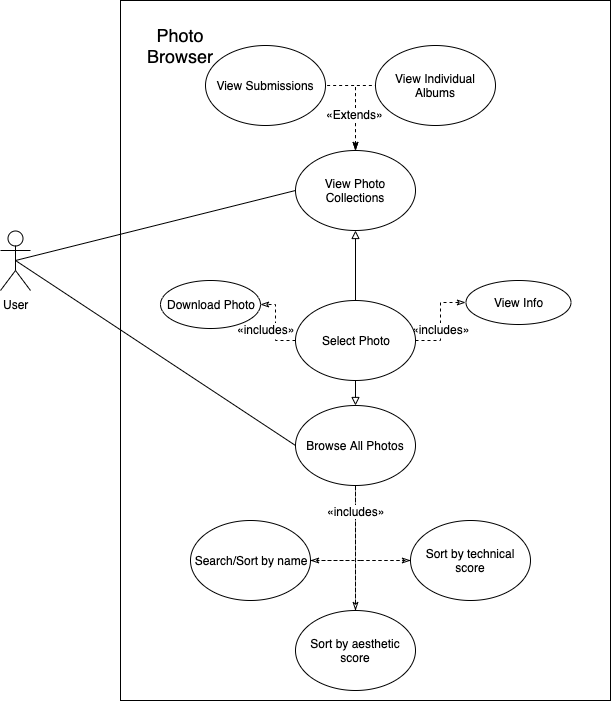 Photo
Browser
View Submissions
View Individual
Albums
«Extends»
View Photo
Collections
User
Download Photo
View Info
«includes»
«includes»
Select Photo
Browse All Photos
«includes»
Search/Sort by name
Sort by technical
score
Sort by aesthetic
score